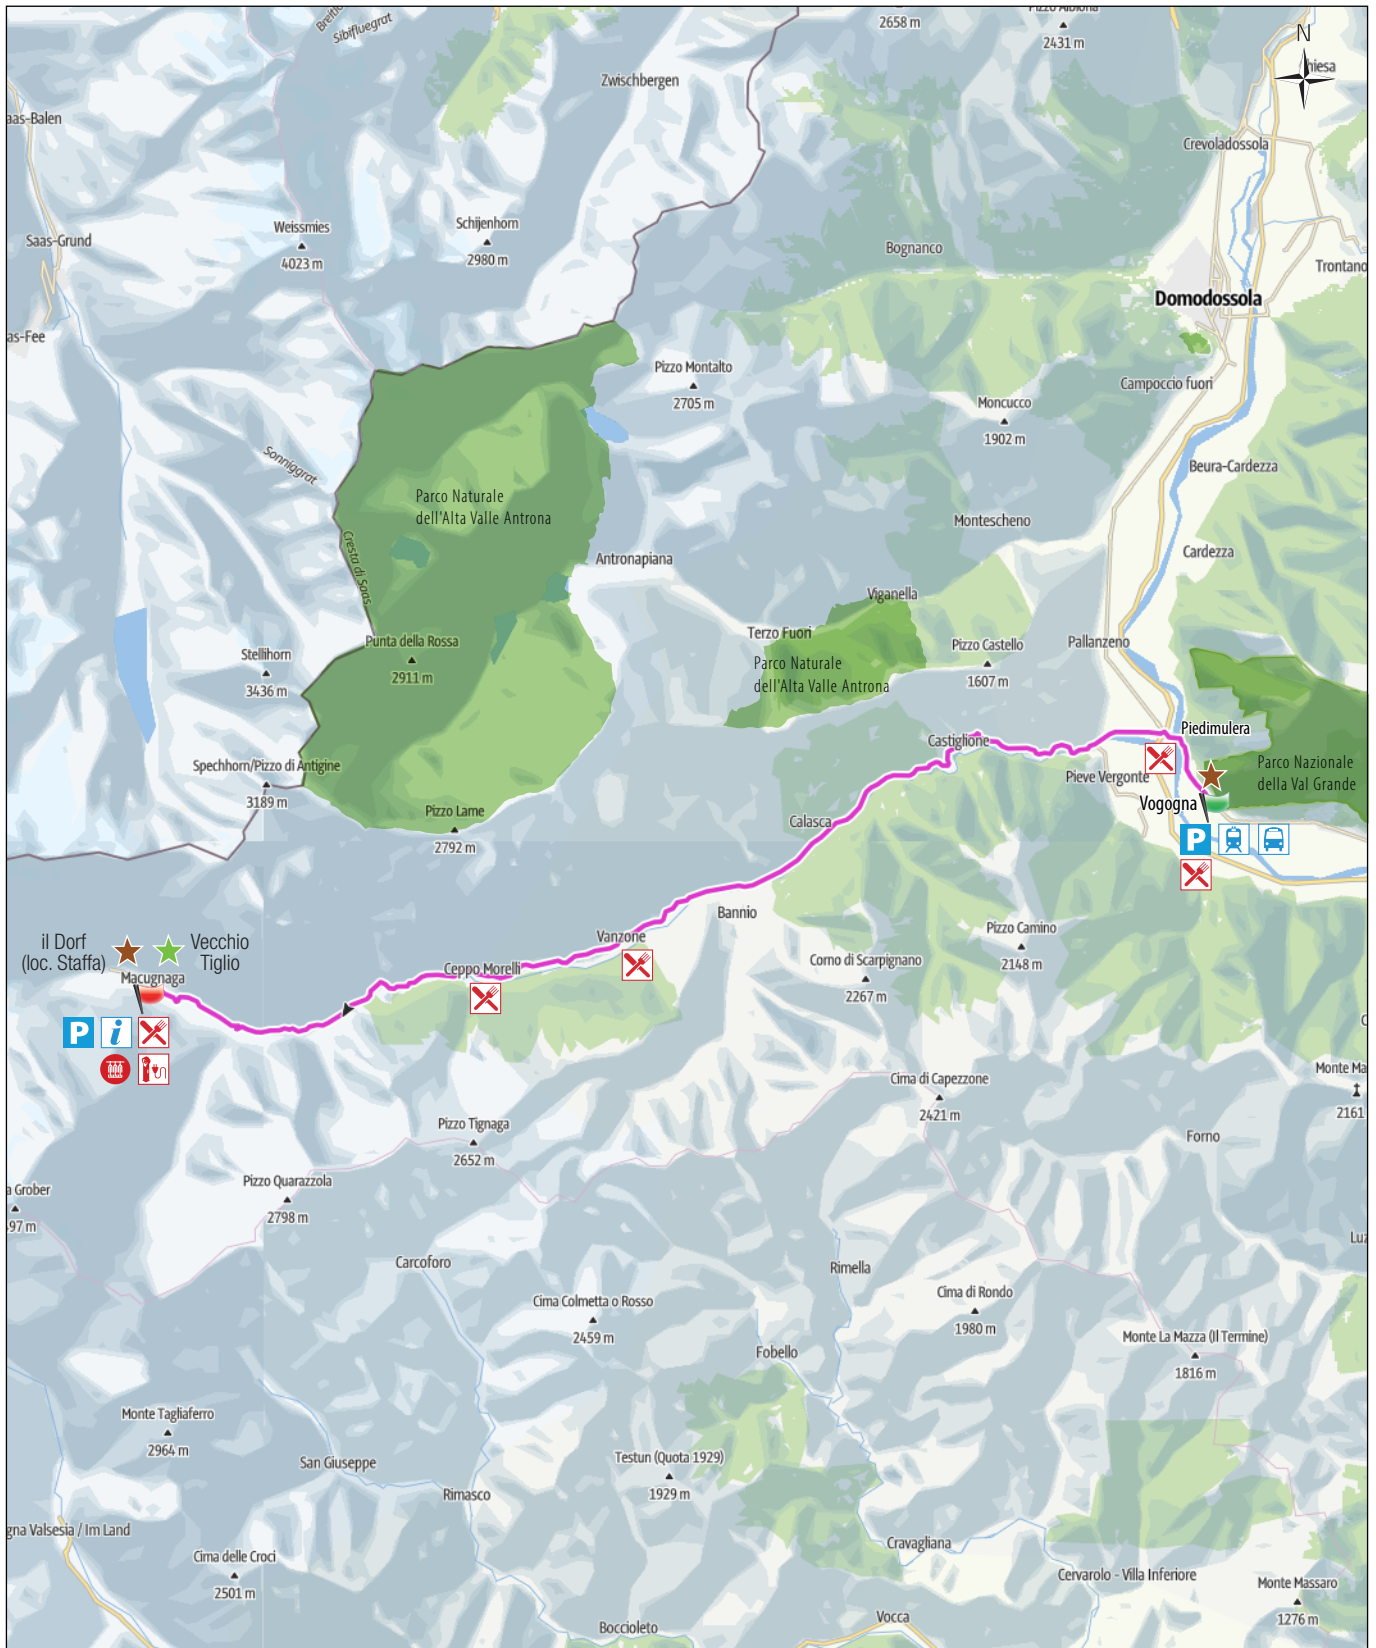 Breitl
Sibifluegrat
2658 m
Pizzo Albiona
2431 m
N
hiesa
Zwischbergen
aas-Balen
Crevoladossola
Weissmies
4023 m
Schijenhorn
2980 m
Saas-Grund
Bognanco
Trontano
Domodossola
as-Fee
Pizzo Montalto
2705 m
Campoccio fuori
Moncucco
1902 m
Sonniggrat
Beura-Cardezza
Parco Naturale
dell'Alta Valle Antrona
Montescheno
Cresta di Saas
Antronapiana
Cardezza
Viganella
Terzo Fuori
Punta della Rossa
2911 m
Pizzo Castello
1607 m
Pallanzeno
Stellihorn
3436 m
Parco Naturale
dell'Alta Valle Antrona
Piedimulera
Castiglione
Spechhorn/Pizzo di Antigine
3189 m
Pieve Vergonte
Parco Nazionale
della Val Grande
Vogogna
Pizzo Lame
2792 m
Calasca
P
Bannio
Pizzo Camino
2148 m
Vanzone
il Dorf
(loc. Staffa)
Vecchio
Tiglio
Macugnaga
Ceppo Morelli
Corno di Scarpignano
2267 m
P
i
Cima di Capezzone
2421 m
Monte Ma
2161
Pizzo Tignaga
2652 m
Forno
Pizzo Quarazzola
2798 m
a Grober
97 m
Luz
Carcoforo
Rimella
Cima Colmetta o Rosso
2459 m
Cima di Rondo
1980 m
Fobello
Monte La Mazza (Il Termine)
1816 m
Monte Tagliaferro
2964 m
San Giuseppe
Testun (Quota 1929)
1929 m
Rimasco
gna Valsesia / Im Land
Cravagliana
Cima delle Croci
2501 m
Cervarolo - Villa Inferiore
Monte Massaro
1276 m
Vocca
Boccioleto